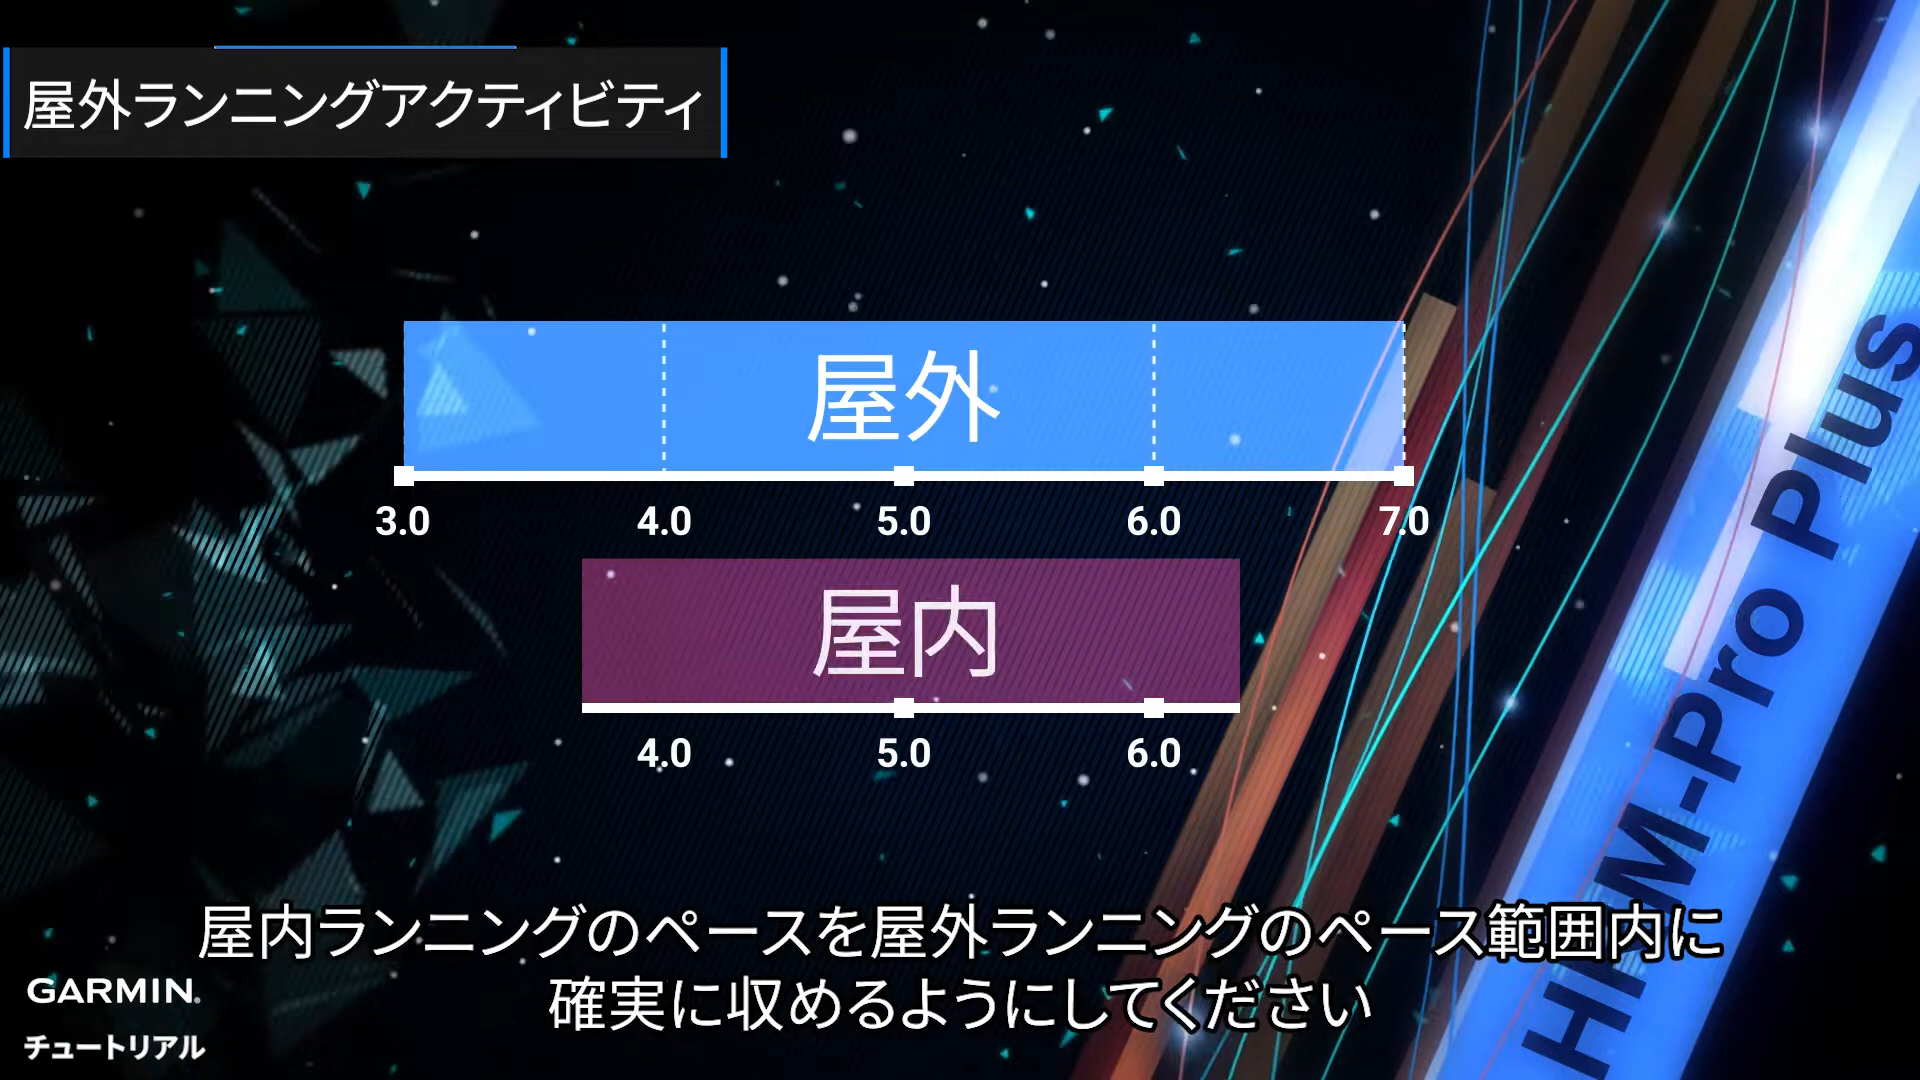 屋外ランニングアクティビティ
屋外
3.0 4.0 5.0 6.0 7.0
屋内
4.0 5.0 6.0
HRM-Pro Plus
屋内ランニングのペースを屋外ランニングのペース範囲内に
確実に収めるようにしてください
GARMIN®
チュートリアル